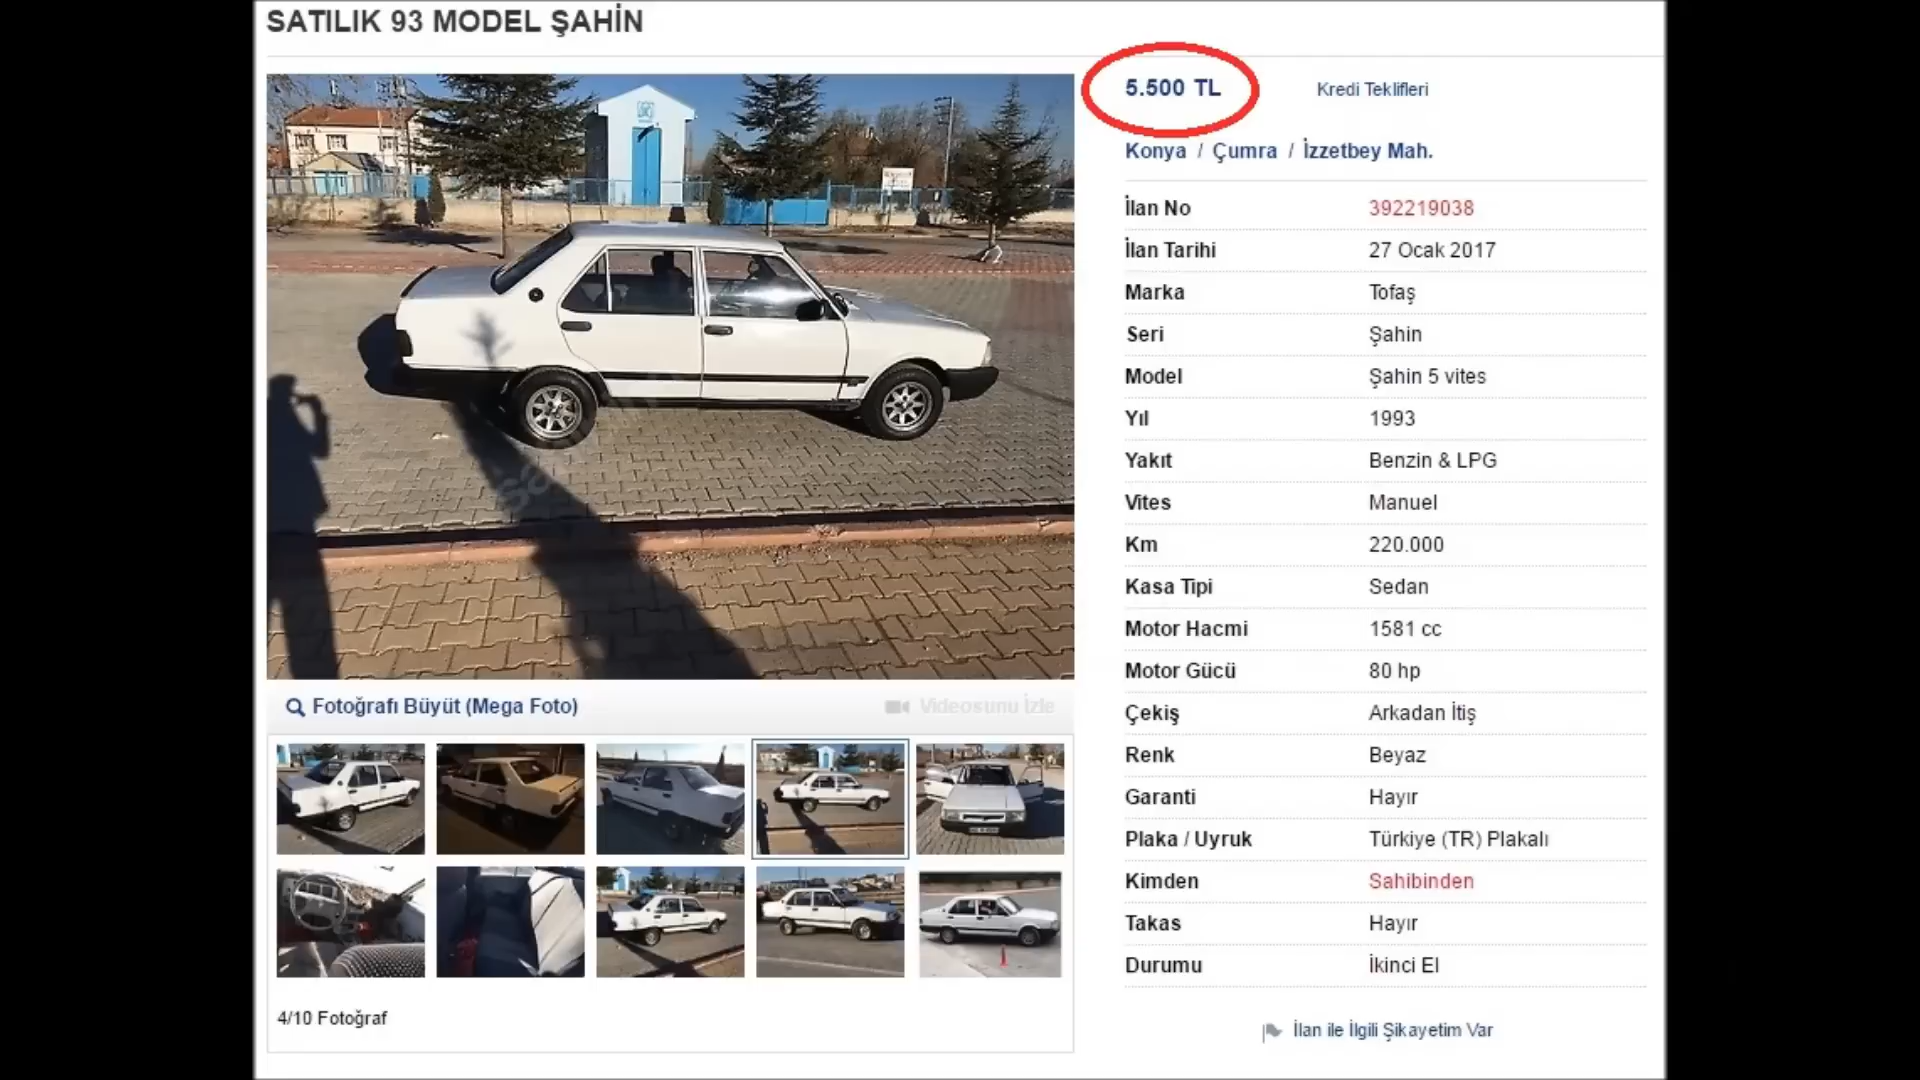 SATILIK 93 MODEL ŞAHİN
5.500 TL
Kredi Teklifleri
Konya / Çumra / İzzetbey Mah.
İlan No 392219038
İlan Tarihi 27 Ocak 2017
Marka Tofaş
Seri Şahin
Model Şahin 5 vites
Yıl 1993
Yakıt Benzin & LPG
Vites Manuel
Km 220.000
Kasa Tipi Sedan
Motor Hacmi 1581 cc
Motor Gücü 80 hp
Çekiş Arkadan İtiş
Renk Beyaz
Garanti Hayır
Plaka / Uyruk Türkiye (TR) Plakalı
Kimden Sahibinden
Takas Hayır
Durumu İkinci El
İlan ile İlgili Şikayetim Var
Fotoğrafı Büyüt (Mega Foto)
Videosunu İzle
4/10 Fotoğraf